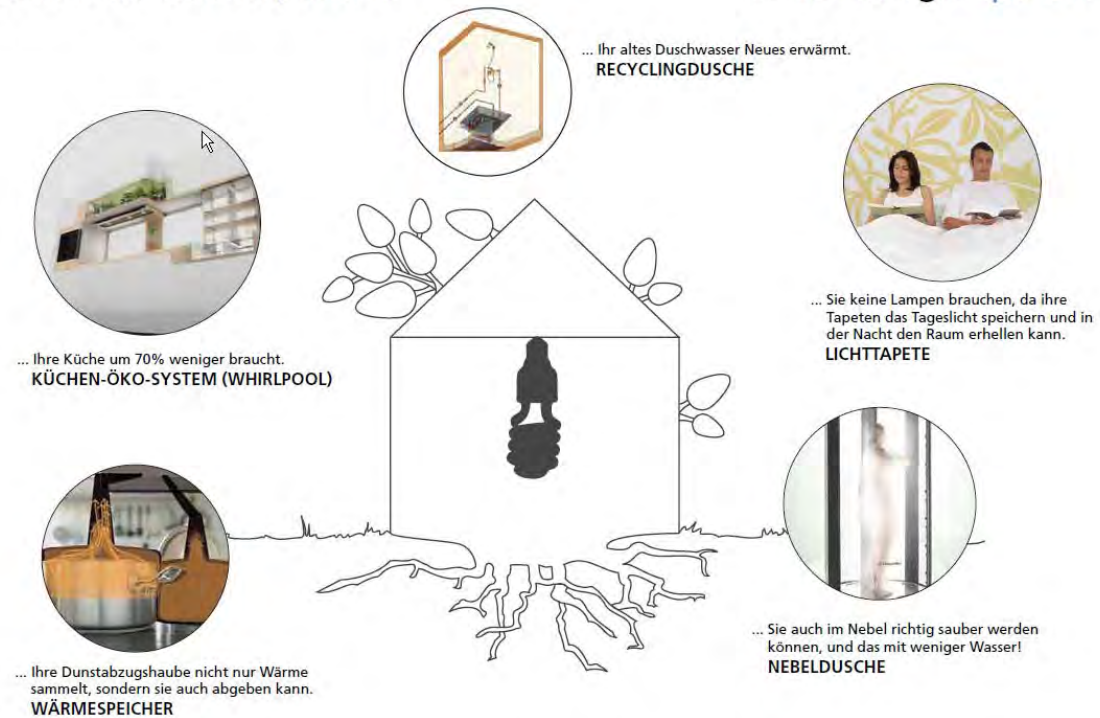 ... Ihr altes Duschwasser Neues erwärmt.
RECYCLINGDUSCHE
... Ihre Küche um 70% weniger braucht.
KÜCHEN-ÖKO-SYSTEM (WHIRLPOOL)
... Sie keine Lampen brauchen, da ihre
Tapeten das Tageslicht speichern und in
der Nacht den Raum erhellen kann.
LICHTTAPETE
... Ihre Dunstabzugshaube nicht nur Wärme
sammelt, sondern sie auch abgeben kann.
WÄRMESPEICHER
... Sie auch im Nebel richtig sauber werden
können, und das mit weniger Wasser!
NEBELDUSCHE